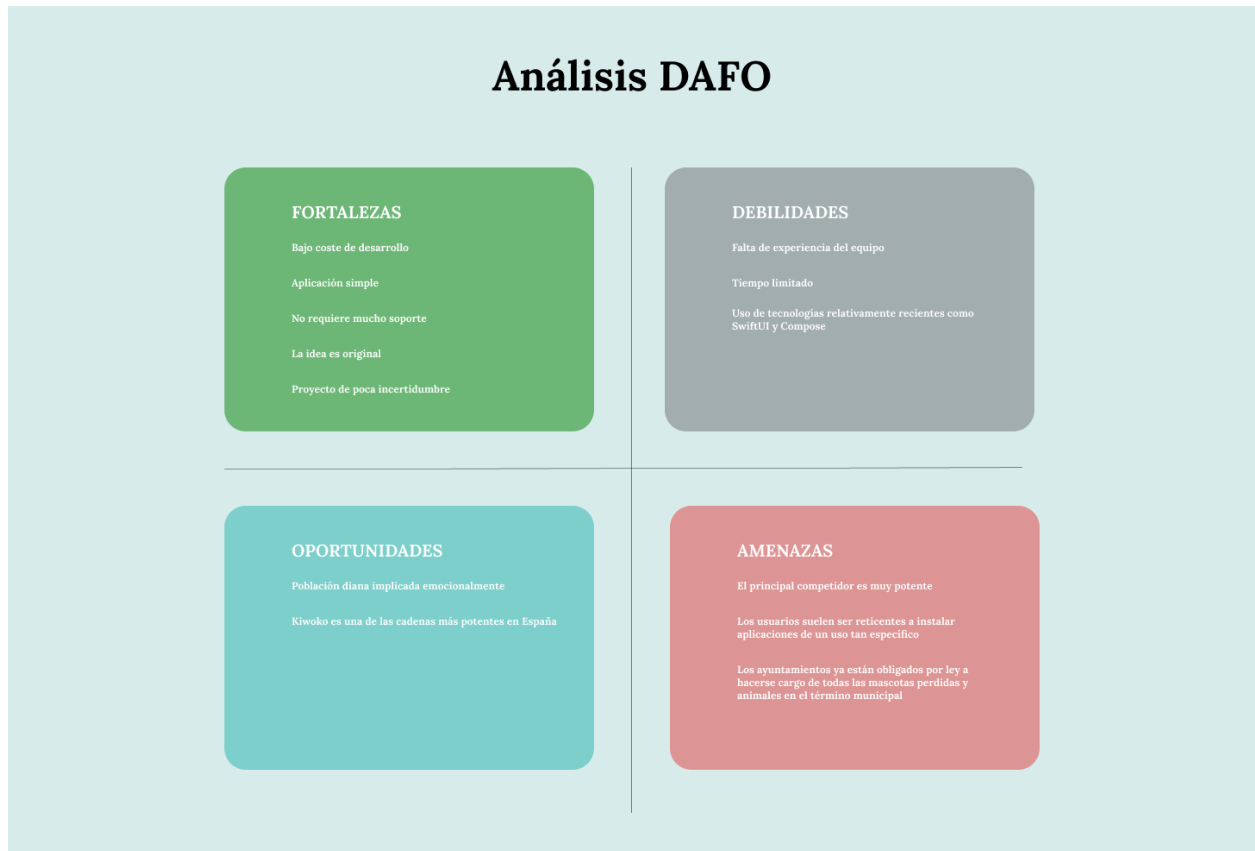 Análisis DAFO
FORTALEZAS
Bajo coste de desarrollo
Aplicación simple
No requiere mucho soporte
La idea es original
Proyecto de poca incertidumbre
DEBILIDADES
Falta de experiencia del equipo
Tiempo limitado
Uso de tecnologías relativamente recientes como
SwiftUI y Compose
OPORTUNIDADES
Población diana implicada emocionalmente
Kiwoko es una de las cadenas más potentes en España
AMENAZAS
El principal competidor es muy potente
Los usuarios suelen ser reticentes a instalar
aplicaciones de un uso tan específico
Los ayuntamientos ya están obligados por ley a
hacerse cargo de todas las mascotas perdidas y
animales en el término municipal